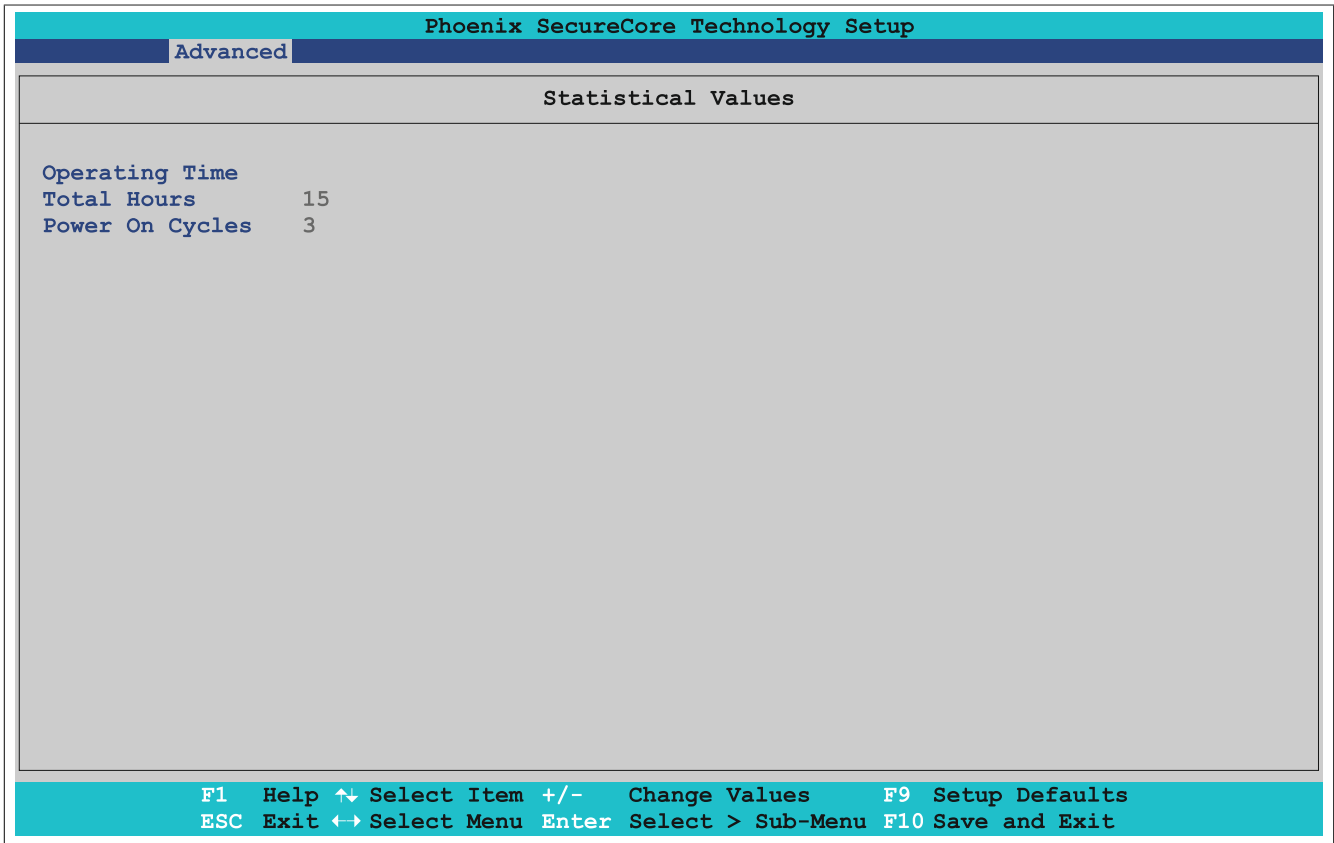 Phoenix SecureCore Technology Setup
Advanced
Statistical Values
Operating Time
Total Hours 15
Power On Cycles 3
F1 Help ↑↓ Select Item +/- Change Values F9 Setup Defaults
ESC Exit ←→ Select Menu Enter Select > Sub-Menu F10 Save and Exit